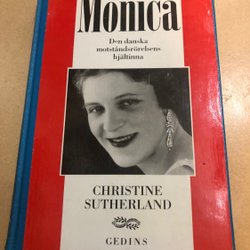 Monica
Den danska
motståndsrörelsens
hjältinna
CHRISTINE
SUTHERLAND
GEDINS